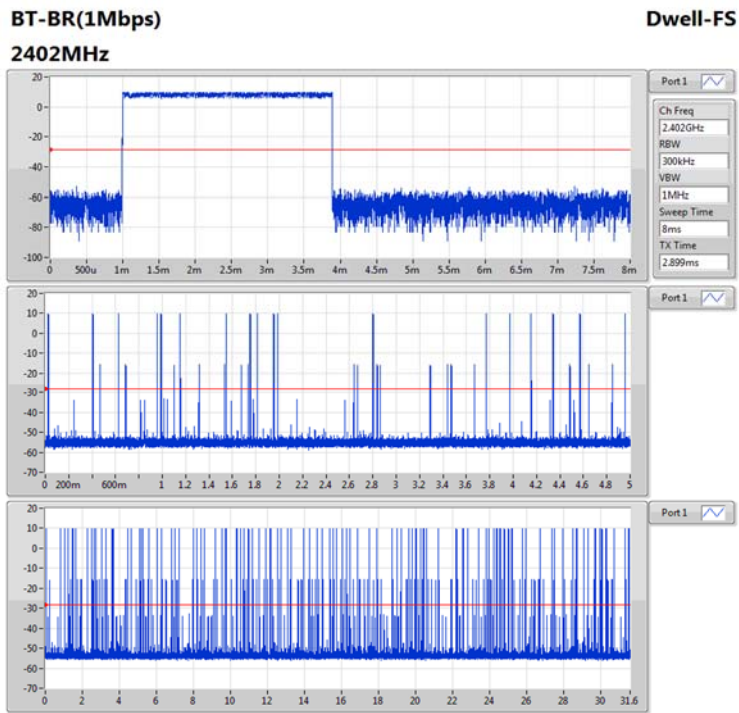 BT-BR(1Mbps) Dwell-FS
2402MHz
Port 1
Ch Freq
2.402GHz
RBW
300kHz
VBW
1MHz
Sweep Time
8ms
TX Time
2.899ms
20
0
-20
-40
-60
-80
-100
0 500u 1m 1.5m 2m 2.5m 3m 3.5m 4m 4.5m 5m 5.5m 6m 6.5m 7m 7.5m 8m
Port 1
20
10
0
-10
-20
-30
-40
-50
-60
-70
0 200m 600m 1 1.2 1.4 1.6 1.8 2 2.2 2.4 2.6 2.8 3 3.2 3.4 3.6 3.8 4 4.2 4.4 4.6 4.8 5
Port 1
20
10
0
-10
-20
-30
-40
-50
-60
-70
0 2 4 6 8 10 12 14 16 18 20 22 24 26 28 30 31.6